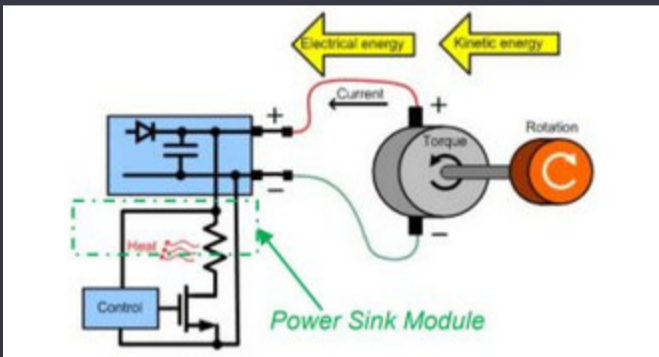 Electrical energy
Kinetic energy
Current
+
+
Torque
Rotation
−
−
Heat
Control
Power Sink Module